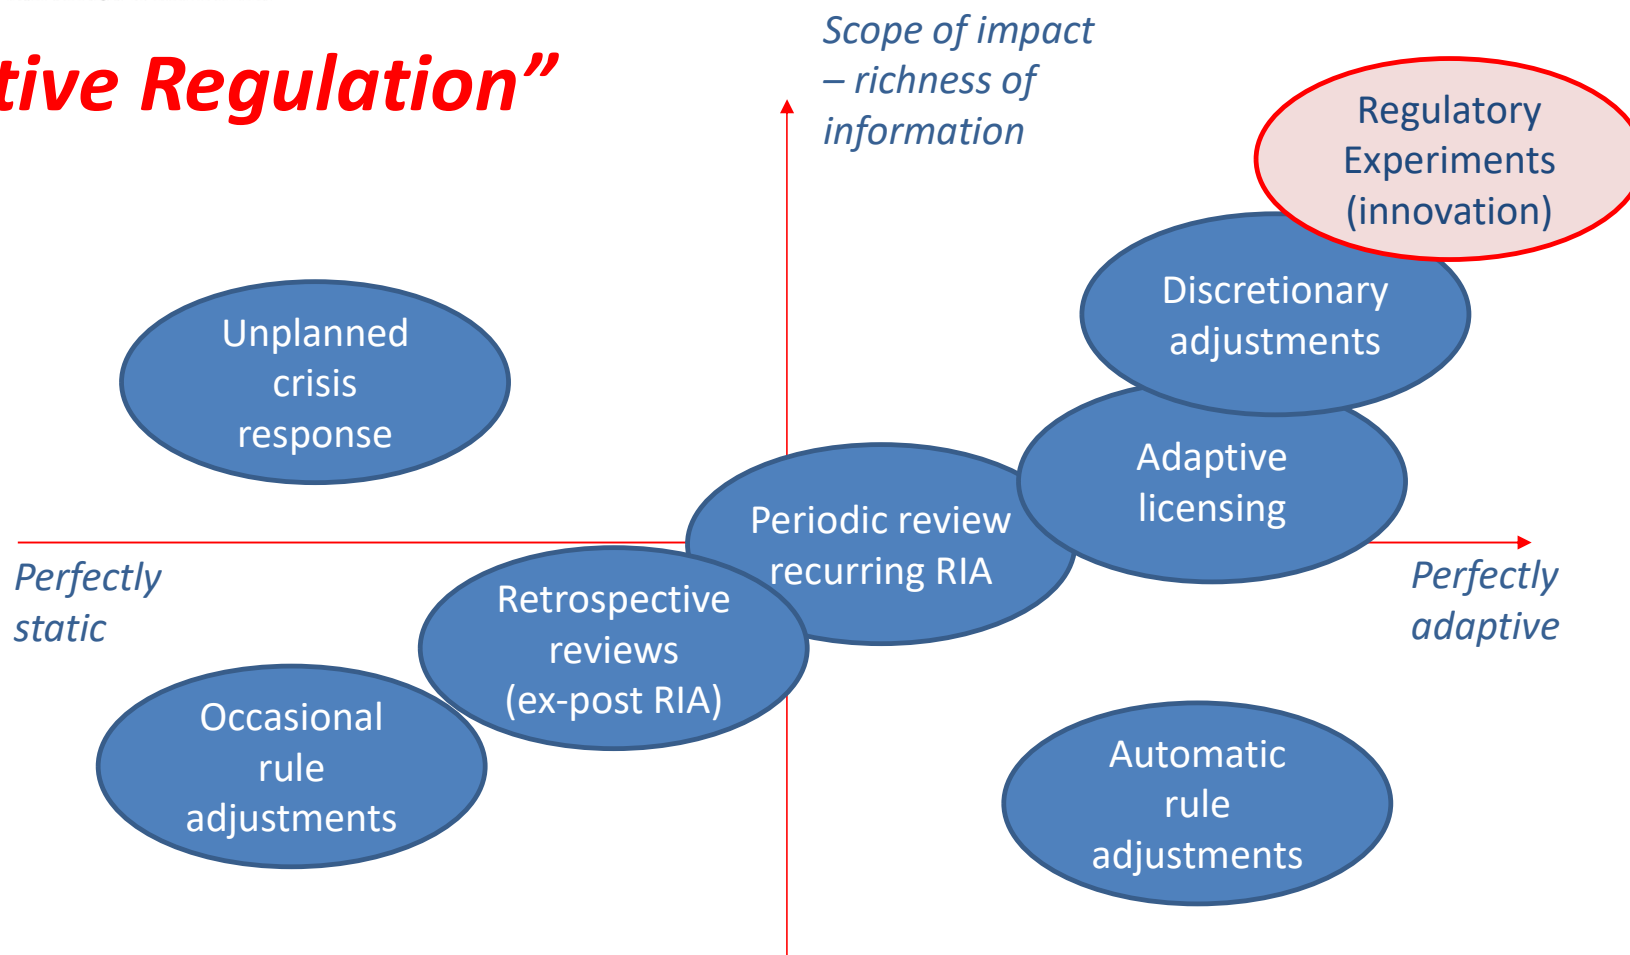 tive Regulation”
Scope of impact
– richness of
information
Regulatory
Experiments
(innovation)
Discretionary
adjustments
Unplanned
crisis
response
Adaptive
licensing
Periodic review
recurring RIA
Perfectly
static
Perfectly
adaptive
Retrospective
reviews
(ex-post RIA)
Occasional
rule
adjustments
Automatic
rule
adjustments